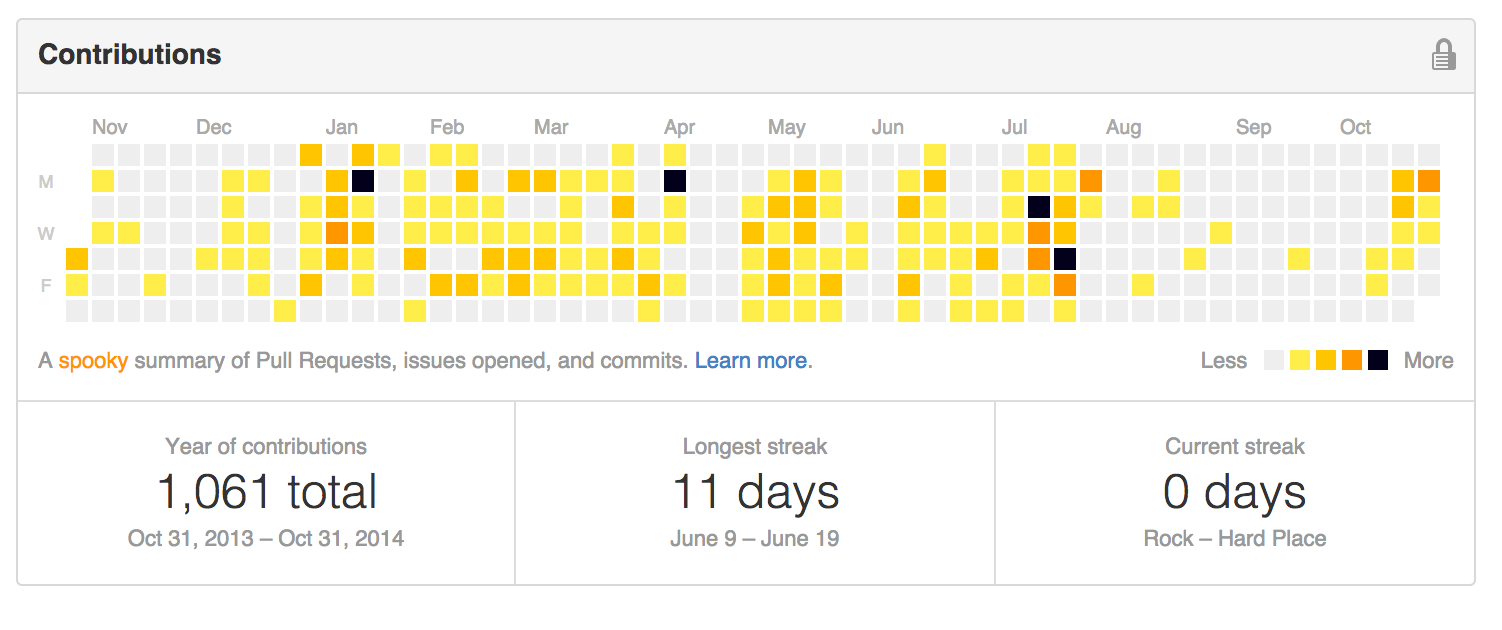 Contributions
Nov Dec Jan Feb Mar Apr May Jun Jul Aug Sep Oct
M
W
F
A spooky summary of Pull Requests, issues opened, and commits. Learn more.
Less More
Year of contributions
1,061 total
Oct 31, 2013 – Oct 31, 2014
Longest streak
11 days
June 9 – June 19
Current streak
0 days
Rock – Hard Place